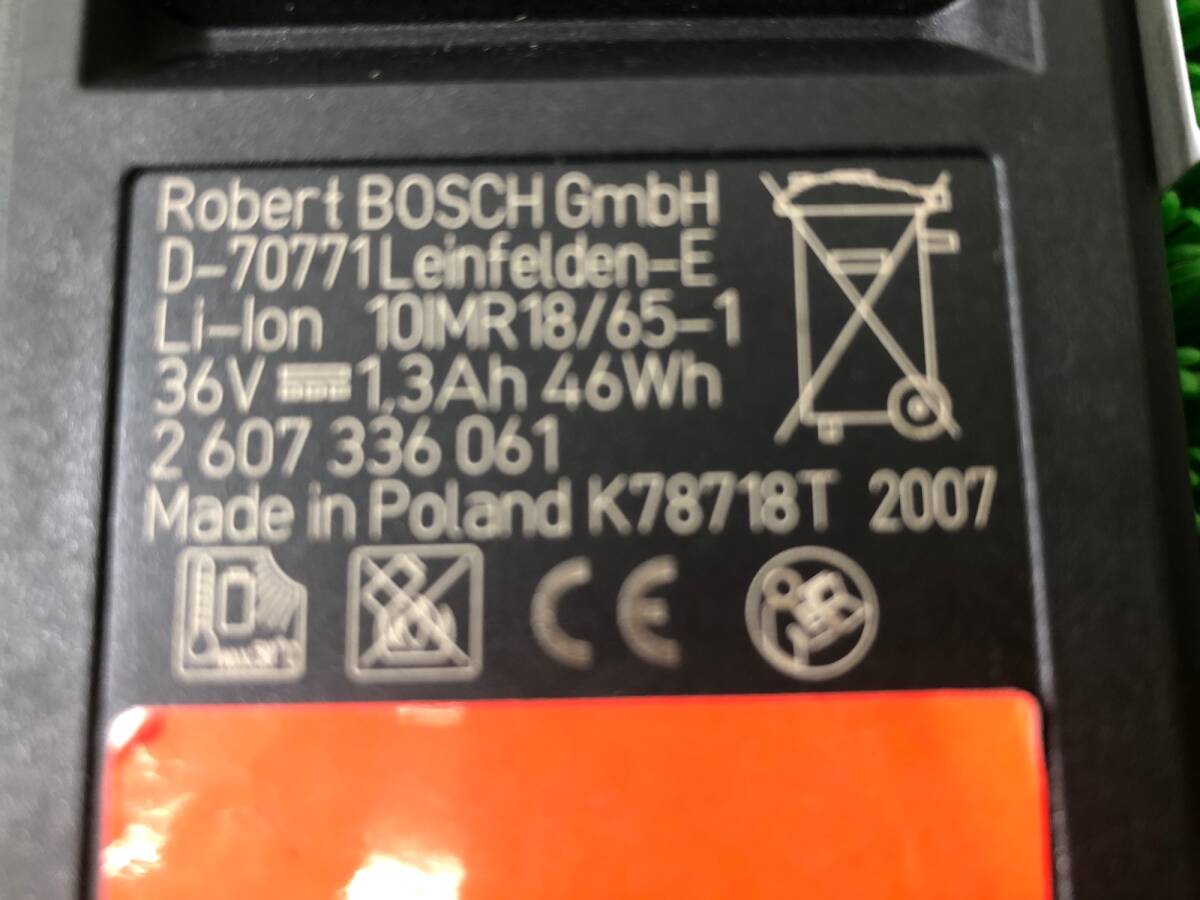 Robert BOSCH GmbH
D-70771 Leinfelden-E
Li-Ion 10IMR18/65-1
36V 1,3Ah 46Wh
2 607 336 061
Made in Poland K78718T 2007
CE